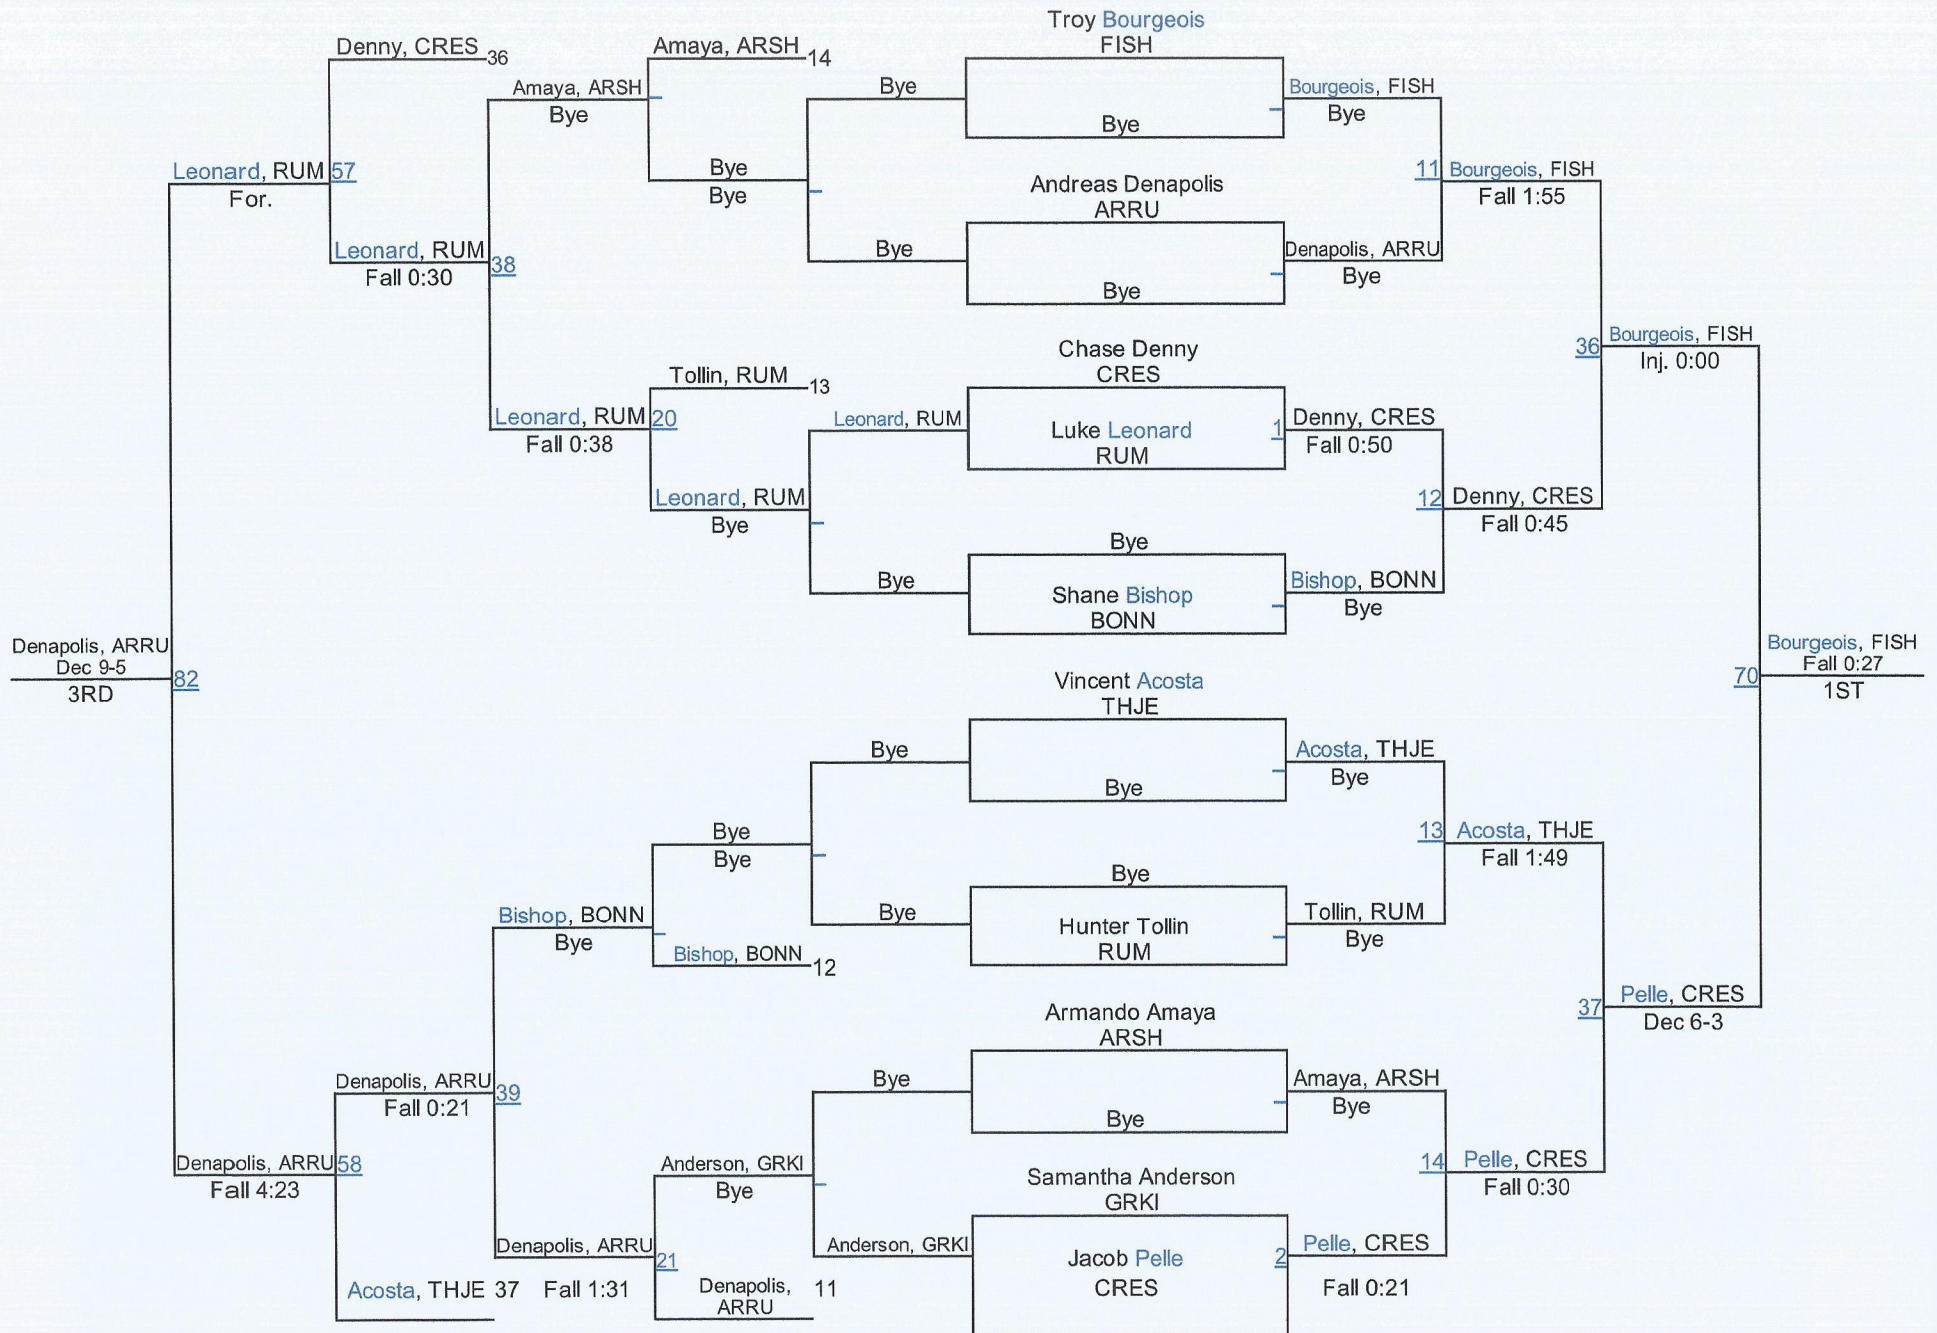 Troy Bourgeois
FISH
Denny, CRES 36
Amaya, ARSH 14
Amaya, ARSH
Bye
Bye
Bourgeois, FISH
Bye
Bye
Leonard, RUM 57
For.
Bye
Bye
11 Bourgeois, FISH
Fall 1:55
Andreas Denapolis
ARRU
Leonard, RUM
Fall 0:30
38
Bye
Denapolis, ARRU
Bye
Bye
Chase Denny
CRES
36 Bourgeois, FISH
Inj. 0:00
Tollin, RUM 13
Leonard, RUM 20
Fall 0:38
Leonard, RUM
Luke Leonard
RUM
1
Denny, CRES
Fall 0:50
Leonard, RUM
Bye
12 Denny, CRES
Fall 0:45
Bye
Bye
Shane Bishop
BONN
Bishop, BONN
Bye
Denapolis, ARRU
Dec 9-5
3RD
82
70
Bourgeois, FISH
Fall 0:27
1ST
Vincent Acosta
THJE
Bye
Bye
Acosta, THJE
Bye
Bye
Bye
13 Acosta, THJE
Fall 1:49
Bishop, BONN
Bye
Bye
Bye
Hunter Tollin
RUM
Tollin, RUM
Bye
Bishop, BONN 12
37 Pelle, CRES
Dec 6-3
Armando Amaya
ARSH
Denapolis, ARRU
Fall 0:21
39
Bye
Bye
Amaya, ARSH
Bye
Denapolis, ARRU 58
Fall 4:23
Anderson, GRKI
Bye
14 Pelle, CRES
Fall 0:30
Samantha Anderson
GRKI
Denapolis, ARRU
Fall 1:31
21
Anderson, GRKI
Jacob Pelle
CRES
2
Pelle, CRES
Fall 0:21
Acosta, THJE 37
Denapolis,
ARRU
11